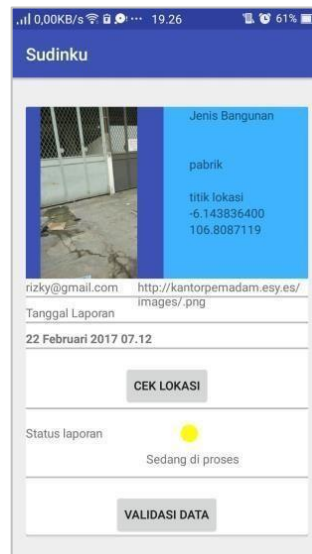 0,00KB/s ... 19.26 61%
Sudinku
Jenis Bangunan
pabrik
titik lokasi
-6.143836400
106.8087119
rizky@gmail.com http://kantorpemadam.esy.es/
images/.png
Tanggal Laporan
22 Februari 2017 07.12
CEK LOKASI
Status laporan
Sedang di proses
VALIDASI DATA